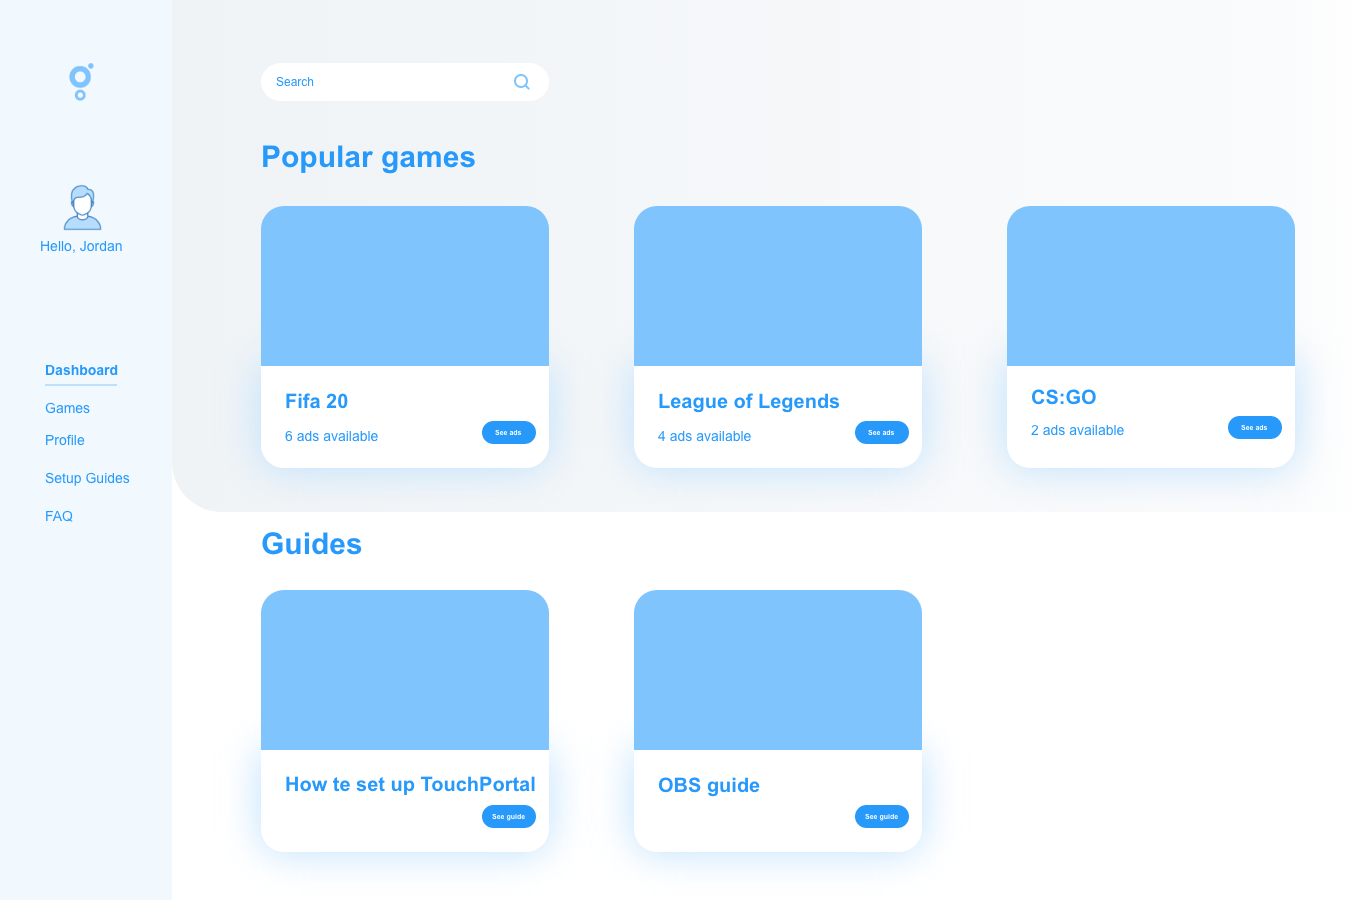 Search
Popular games
Hello, Jordan
Dashboard
Games
Profile
Setup Guides
FAQ
Fifa 20
6 ads available
See ads
League of Legends
4 ads available
See ads
CS:GO
2 ads available
See ads
Guides
How te set up TouchPortal
See guide
OBS guide
See guide